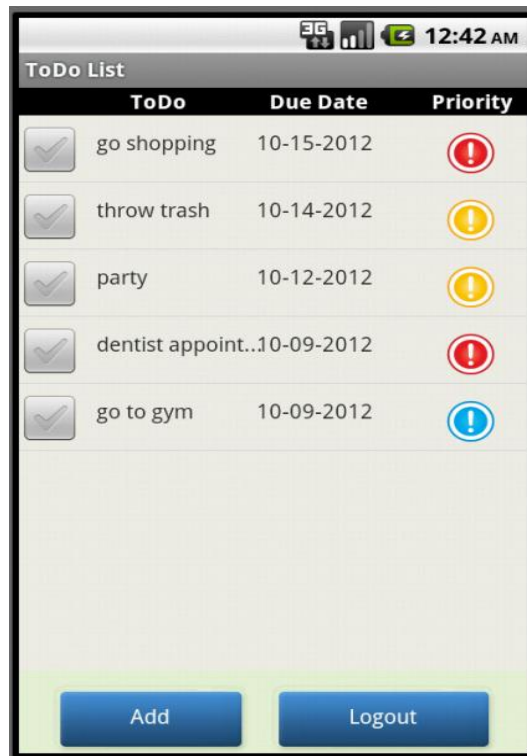 3G 12:42 AM
ToDo List
ToDo Due Date Priority
go shopping 10-15-2012
throw trash 10-14-2012
party 10-12-2012
dentist appoint... 10-09-2012
go to gym 10-09-2012
Add Logout